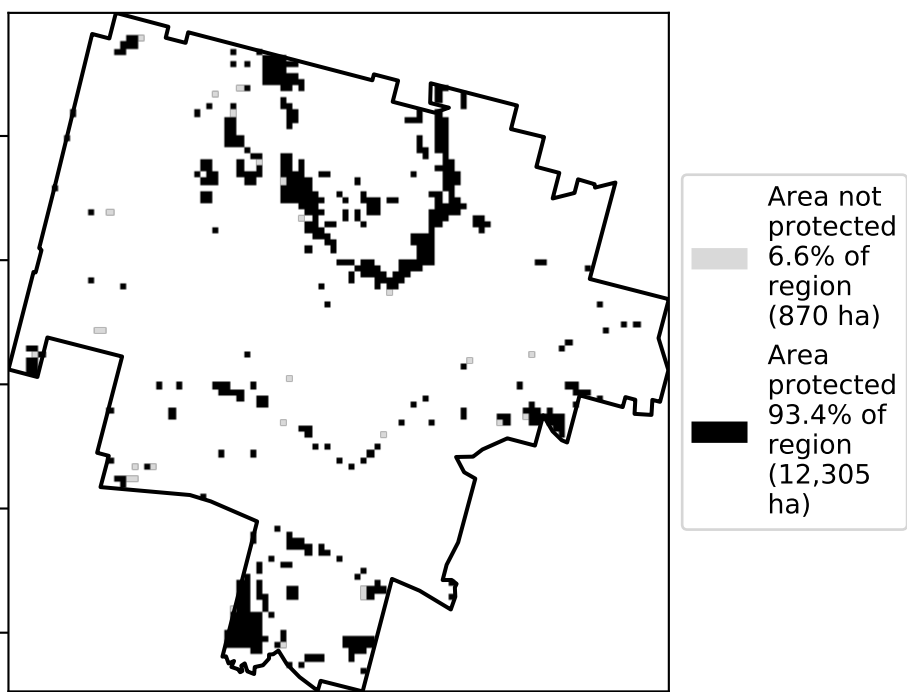 Area not
protected
6.6% of
region
(870 ha)
Area
protected
93.4% of
region
(12,305
ha)